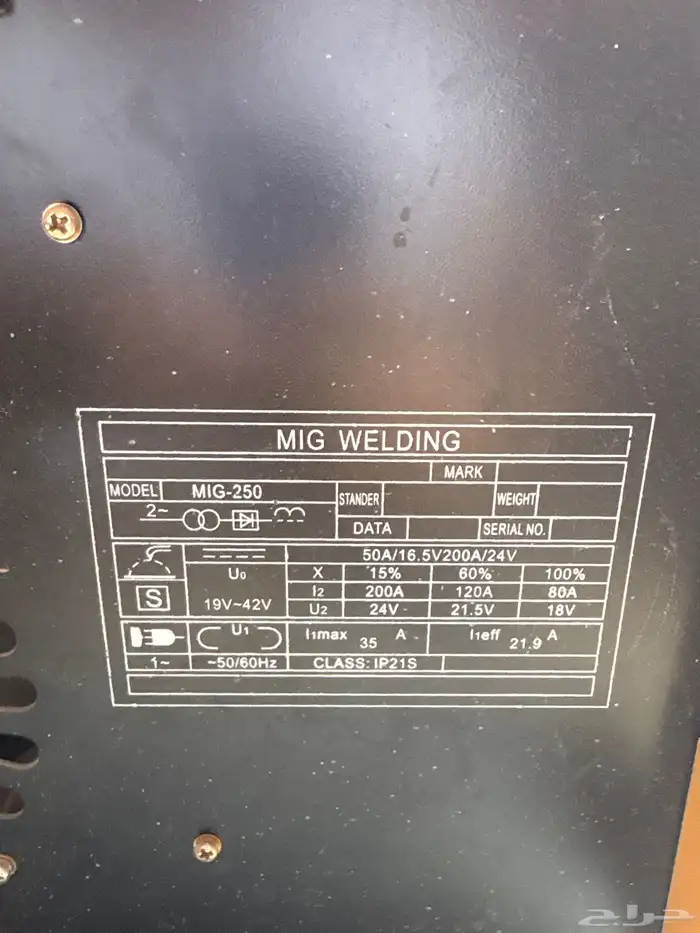 MIG WELDING
MARK
MODEL MIG-250 STANDER WEIGHT
2~ DATA SERIAL NO.
50A/16.5V200A/24V
U₀ X 15% 60% 100%
S 19V~42V I₂ 200A 120A 80A
U₂ 24V 21.5V 18V
U₁ I₁max 35 A I₁eff 21.9 A
1~ ~50/60Hz CLASS: IP21S
حراج